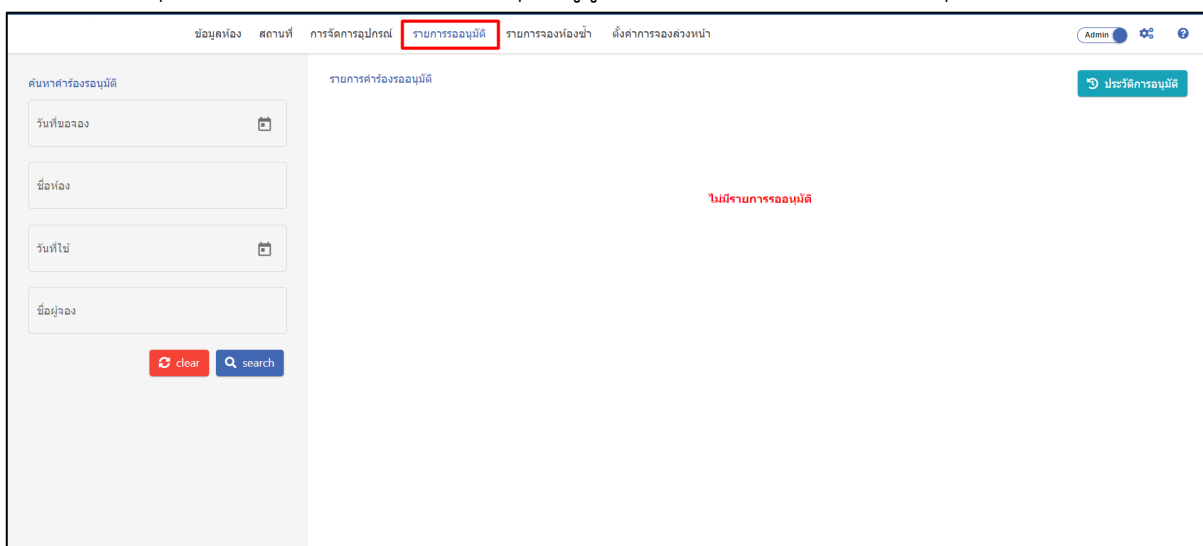 ข้อมูลห้อง สถานที่ การจัดการอุปกรณ์ รายการรออนุมัติ รายการจองห้องซ้ำ ตั้งค่าการจองล่วงหน้า Admin
ค้นหาคำร้องรอนุมัติ
วันที่ขอจอง
ชื่อห้อง
วันที่ใช้
ชื่อผู้จอง
clear search
รายการคำร้องรออนุมัติ
ประวัติการอนุมัติ
ไม่มีรายการรออนุมัติ